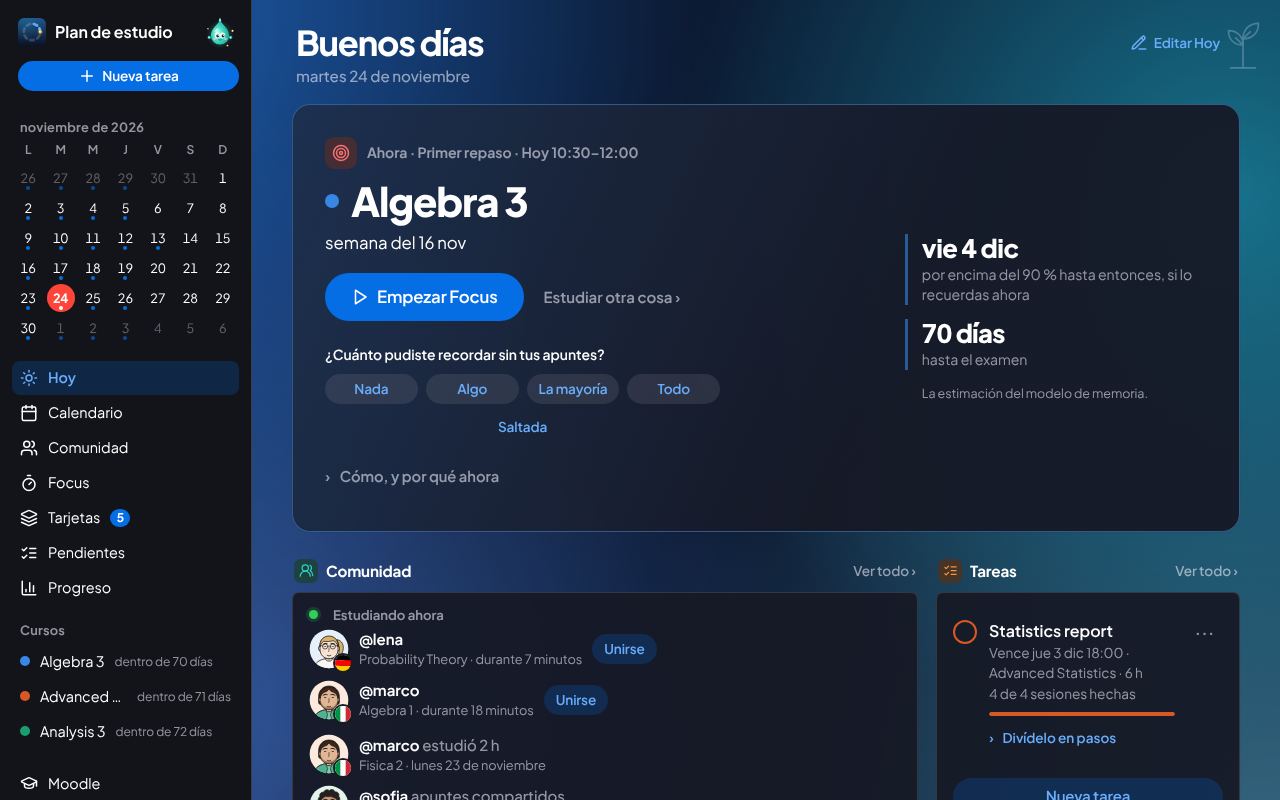 Plan de estudio
Nueva tarea
noviembre de 2026
L M M J V S D
26 27 28 29 30 31 1
2 3 4 5 6 7 8
9 10 11 12 13 14 15
16 17 18 19 20 21 22
23 24 25 26 27 28 29
30 1 2 3 4 5 6
Hoy
Calendario
Comunidad
Focus
Tarjetas 5
Pendientes
Progreso
Cursos
Algebra 3 dentro de 70 días
Advanced ... dentro de 71 días
Analysis 3 dentro de 72 días
Moodle
Buenos días
martes 24 de noviembre
Editar Hoy
Ahora · Primer repaso · Hoy 10:30–12:00
Algebra 3
semana del 16 nov
Empezar Focus
Estudiar otra cosa ›
¿Cuánto pudiste recordar sin tus apuntes?
Nada Algo La mayoría Todo
Saltada
› Cómo, y por qué ahora
vie 4 dic
por encima del 90 % hasta entonces, si lo
recuerdas ahora
70 días
hasta el examen
La estimación del modelo de memoria.
Comunidad Ver todo ›
Estudiando ahora
@lena
Probability Theory · durante 7 minutos
Unirse
@marco
Algebra 1 · durante 18 minutos
Unirse
@marco estudió 2 h
Fisica 2 · lunes 23 de noviembre
@sofia apuntes compartidos
Tareas Ver todo ›
Statistics report ...
Vence jue 3 dic 18:00 ·
Advanced Statistics · 6 h
4 de 4 sesiones hechas
› Divídelo en pasos
Nueva tarea